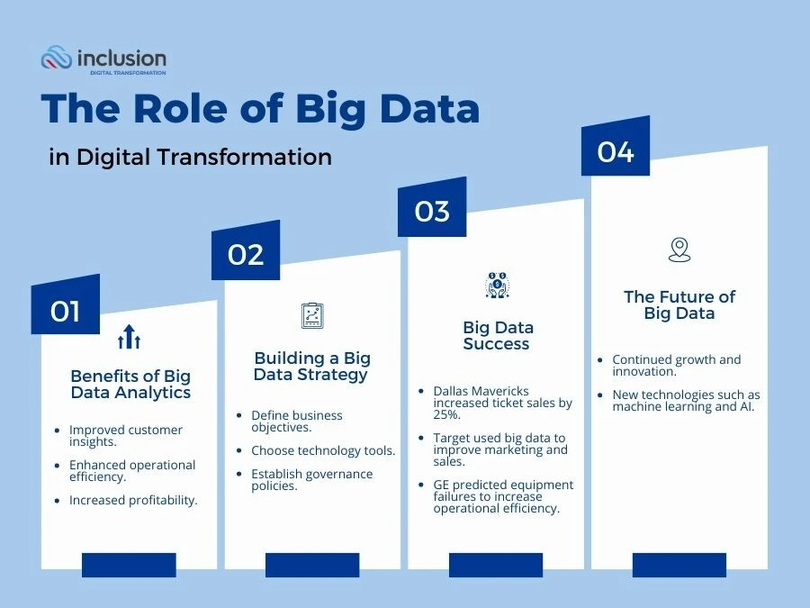 inclusion
DIGITAL TRANSFORMATION
The Role of Big Data
in Digital Transformation
01
Benefits of Big
Data Analytics
• Improved customer
insights.
• Enhanced operational
efficiency.
• Increased profitability.
02
Building a Big
Data Strategy
• Define business
objectives.
• Choose technology tools.
• Establish governance
policies.
03
Big Data
Success
• Dallas Mavericks
increased ticket sales by
25%.
• Target used big data to
improve marketing and
sales.
• GE predicted equipment
failures to increase
operational efficiency.
04
The Future of
Big Data
• Continued growth and
innovation.
• New technologies such as
machine learning and AI.